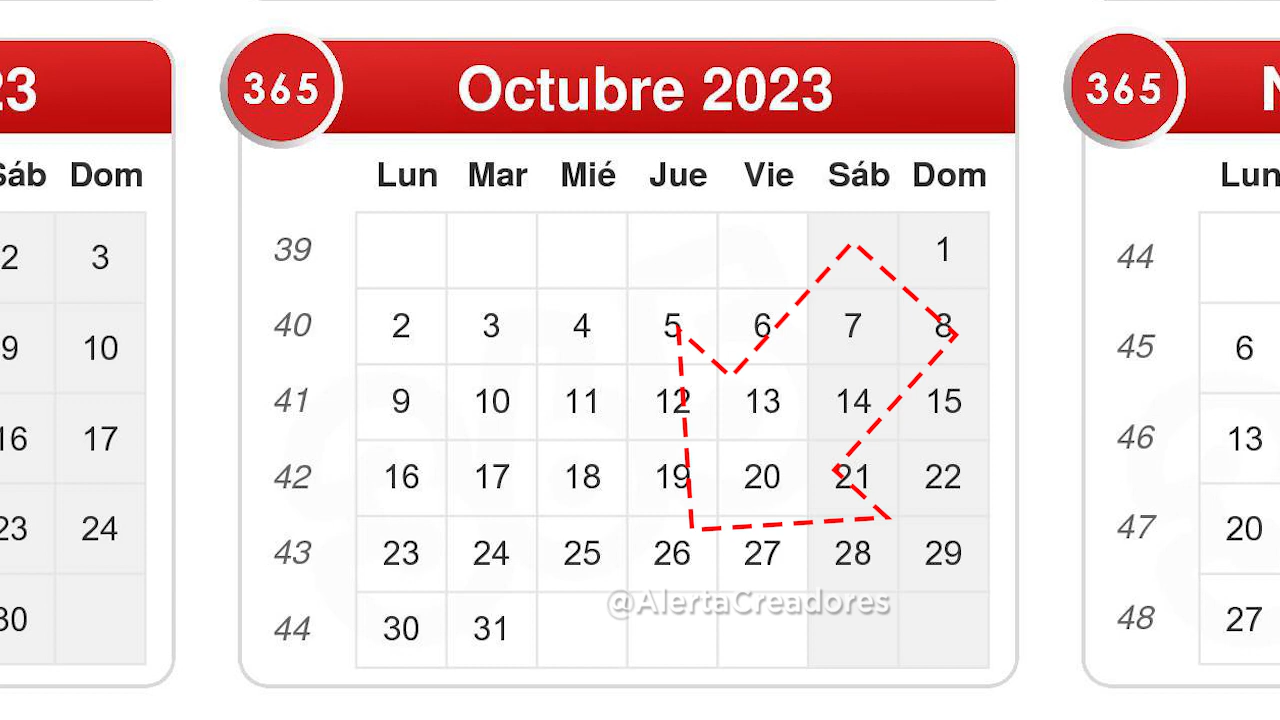 23
365
Octubre 2023
365
N
Sáb Dom
Lun Mar Mié Jue Vie Sáb Dom
Lun
2 3
39 1
44
9 10
40 2 3 4 5 6 7 8
45 6
16 17
41 9 10 11 12 13 14 15
46 13
23 24
42 16 17 18 19 20 21 22
47 20
30
43 23 24 25 26 27 28 29
@AlertaCreadores
44 30 31
48 27